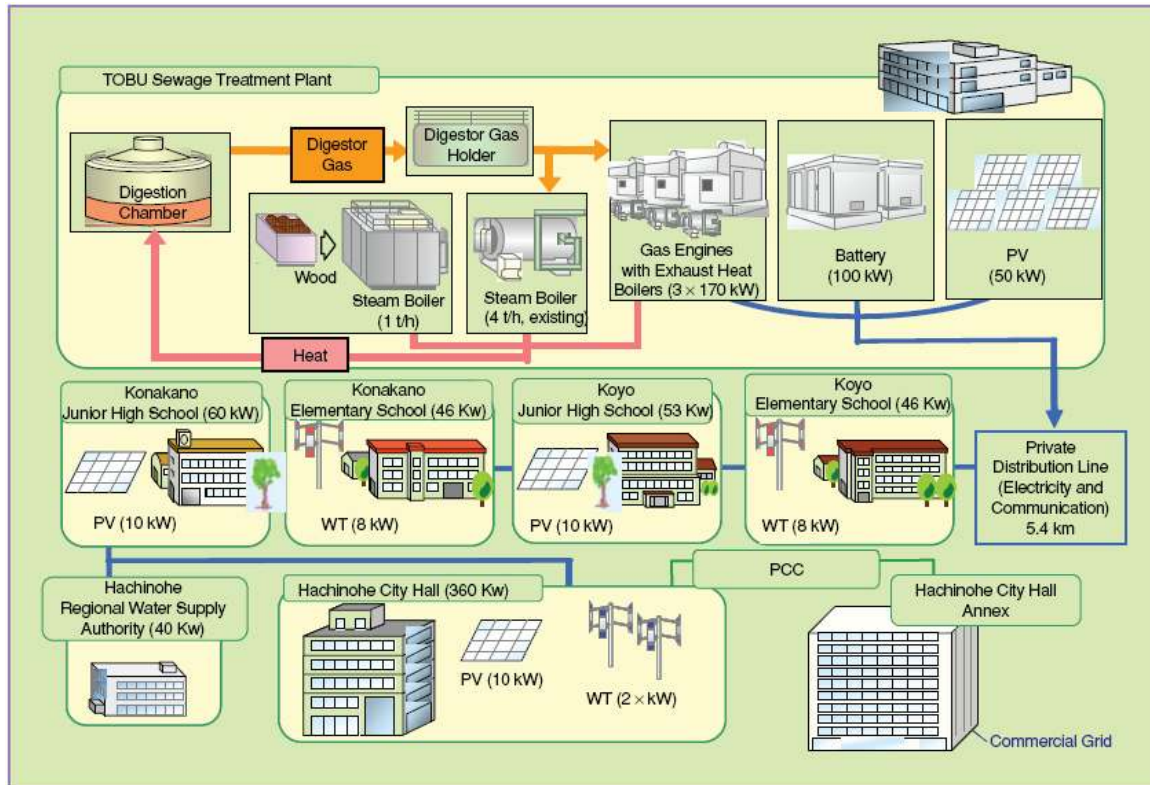 TOBU Sewage Treatment Plant
Digestion
Chamber
Digestor
Gas
Digestor Gas
Holder
Wood
Steam Boiler
(1 t/h)
Steam Boiler
(4 t/h, existing)
Gas Engines
with Exhaust Heat
Boilers (3 × 170 kW)
Battery
(100 kW)
PV
(50 kW)
Heat
Konakano
Junior High School (60 kW)
PV (10 kW)
Konakano
Elementary School (46 Kw)
WT (8 kW)
Koyo
Junior High School (53 Kw)
PV (10 kW)
Koyo
Elementary School (46 Kw)
WT (8 kW)
Private
Distribution Line
(Electricity and
Communication)
5.4 km
Hachinohe
Regional Water Supply
Authority (40 Kw)
Hachinohe City Hall (360 Kw)
PV (10 kW)
WT (2 × kW)
PCC
Hachinohe City Hall
Annex
Commercial Grid